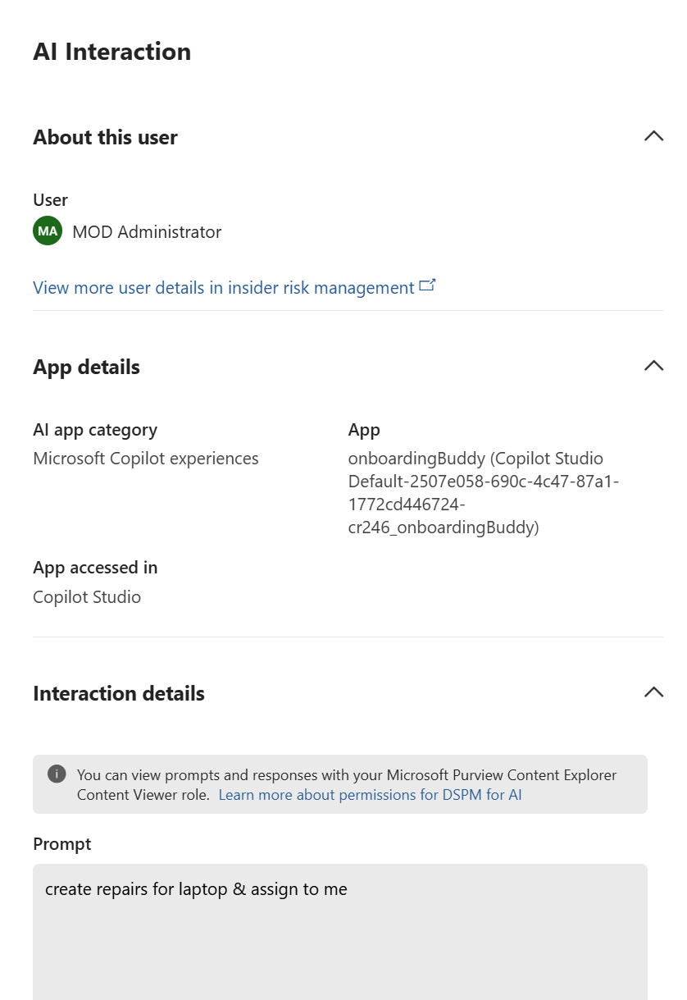 AI Interaction
About this user
User
MA MOD Administrator
View more user details in insider risk management
App details
AI app category
Microsoft Copilot experiences
App
onboardingBuddy (Copilot Studio
Default-2507e058-690c-4c47-87a1-
1772cd446724-
cr246_onboardingBuddy)
App accessed in
Copilot Studio
Interaction details
You can view prompts and responses with your Microsoft Purview Content Explorer
Content Viewer role. Learn more about permissions for DSPM for AI
Prompt
create repairs for laptop & assign to me